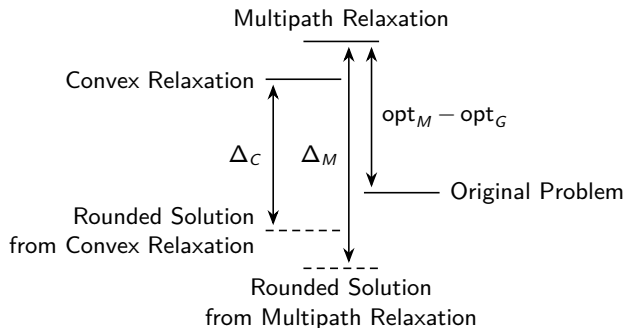 Multipath Relaxation
Convex Relaxation
opt_M − opt_G
Δ_C
Δ_M
Original Problem
Rounded Solution
from Convex Relaxation
Rounded Solution
from Multipath Relaxation